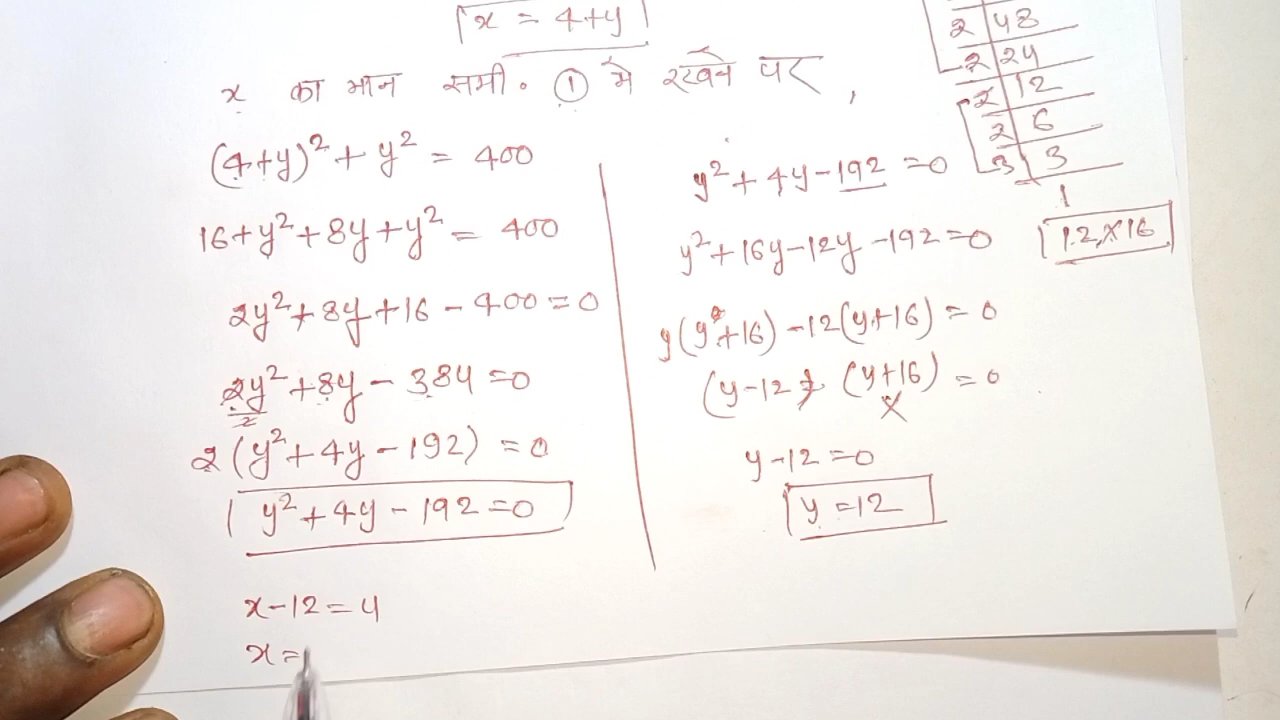 x = 4+y
x का मान समी. ① मे रखने पर,
(4+y)² + y² = 400
16+y²+8y+y² = 400
2y²+8y+16-400=0
2y²+8y-384=0
2(y²+4y-192)=0
y²+4y-192=0
x-12=4
x=
y²+4y-192=0
y²+16y-12y-192=0
y(y²+16)-12(y+16)=0
(y-12) (y+16) = 0
x
y-12=0
y=12
2|48
2|24
2|12
2|6
3|3
1
12×16